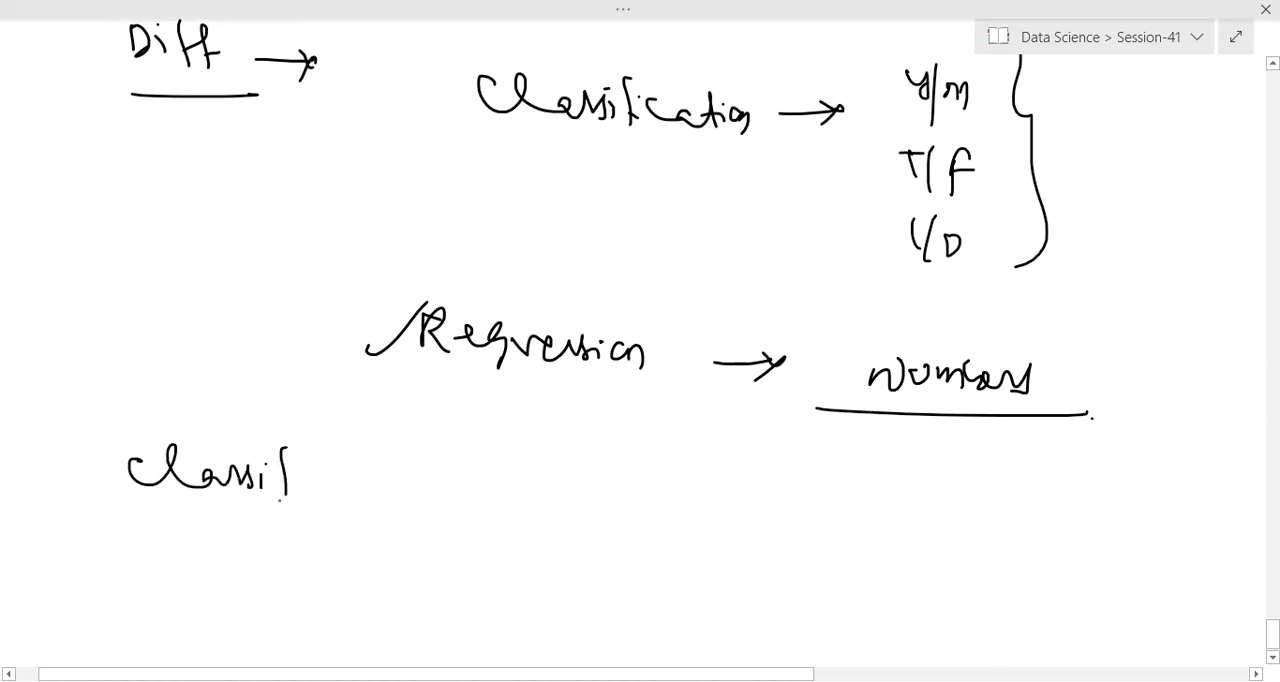 ...
Data Science > Session-41
Diff →
Classification → Y/n
T/F
1/0
Regression → Numbers
Classif